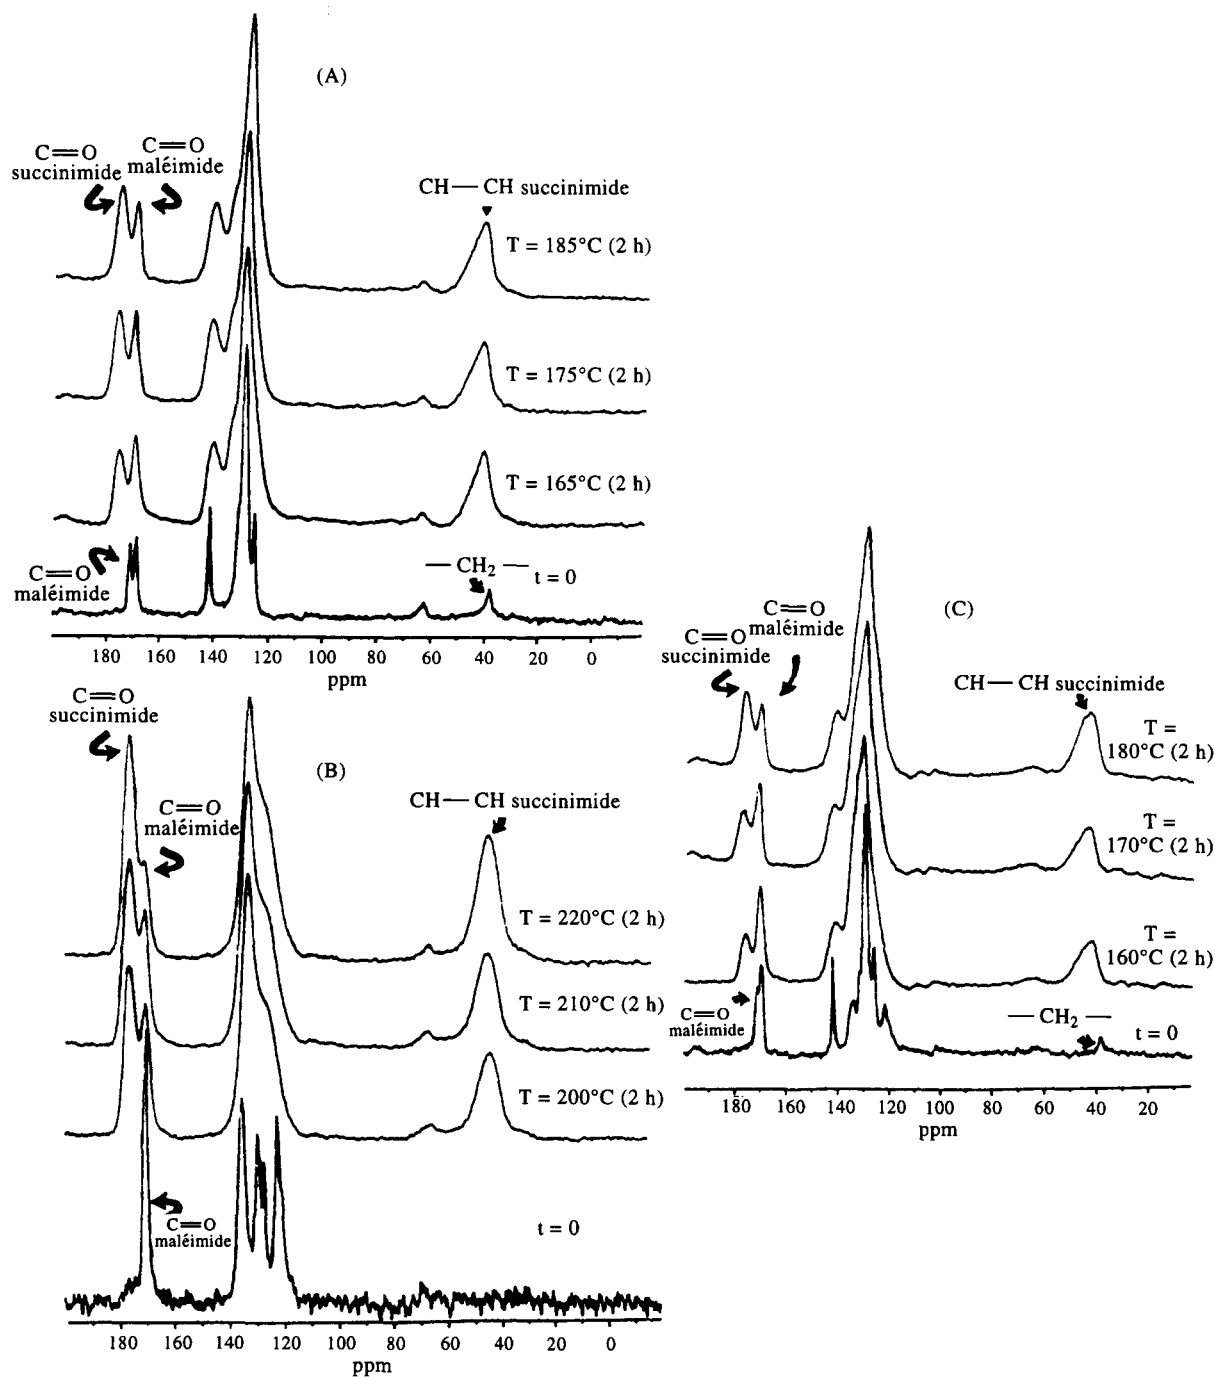 (A)
C=O
succinimide
C=O
maléimide
CH—CH succinimide
T = 185°C (2 h)
T = 175°C (2 h)
T = 165°C (2 h)
C=O
maléimide
—CH2—
t = 0
180 160 140 120 100 80 60 40 20 0
ppm
(B)
C=O
succinimide
C=O
maléimide
CH—CH succinimide
T = 220°C (2 h)
T = 210°C (2 h)
T = 200°C (2 h)
C=O
maléimide
t = 0
180 160 140 120 100 80 60 40 20 0
ppm
(C)
C=O
succinimide
C=O
maléimide
CH—CH succinimide
T =
180°C (2 h)
T =
170°C (2 h)
T =
160°C (2 h)
C=O
maléimide
—CH2—
t = 0
180 160 140 120 100 80 60 40 20
ppm